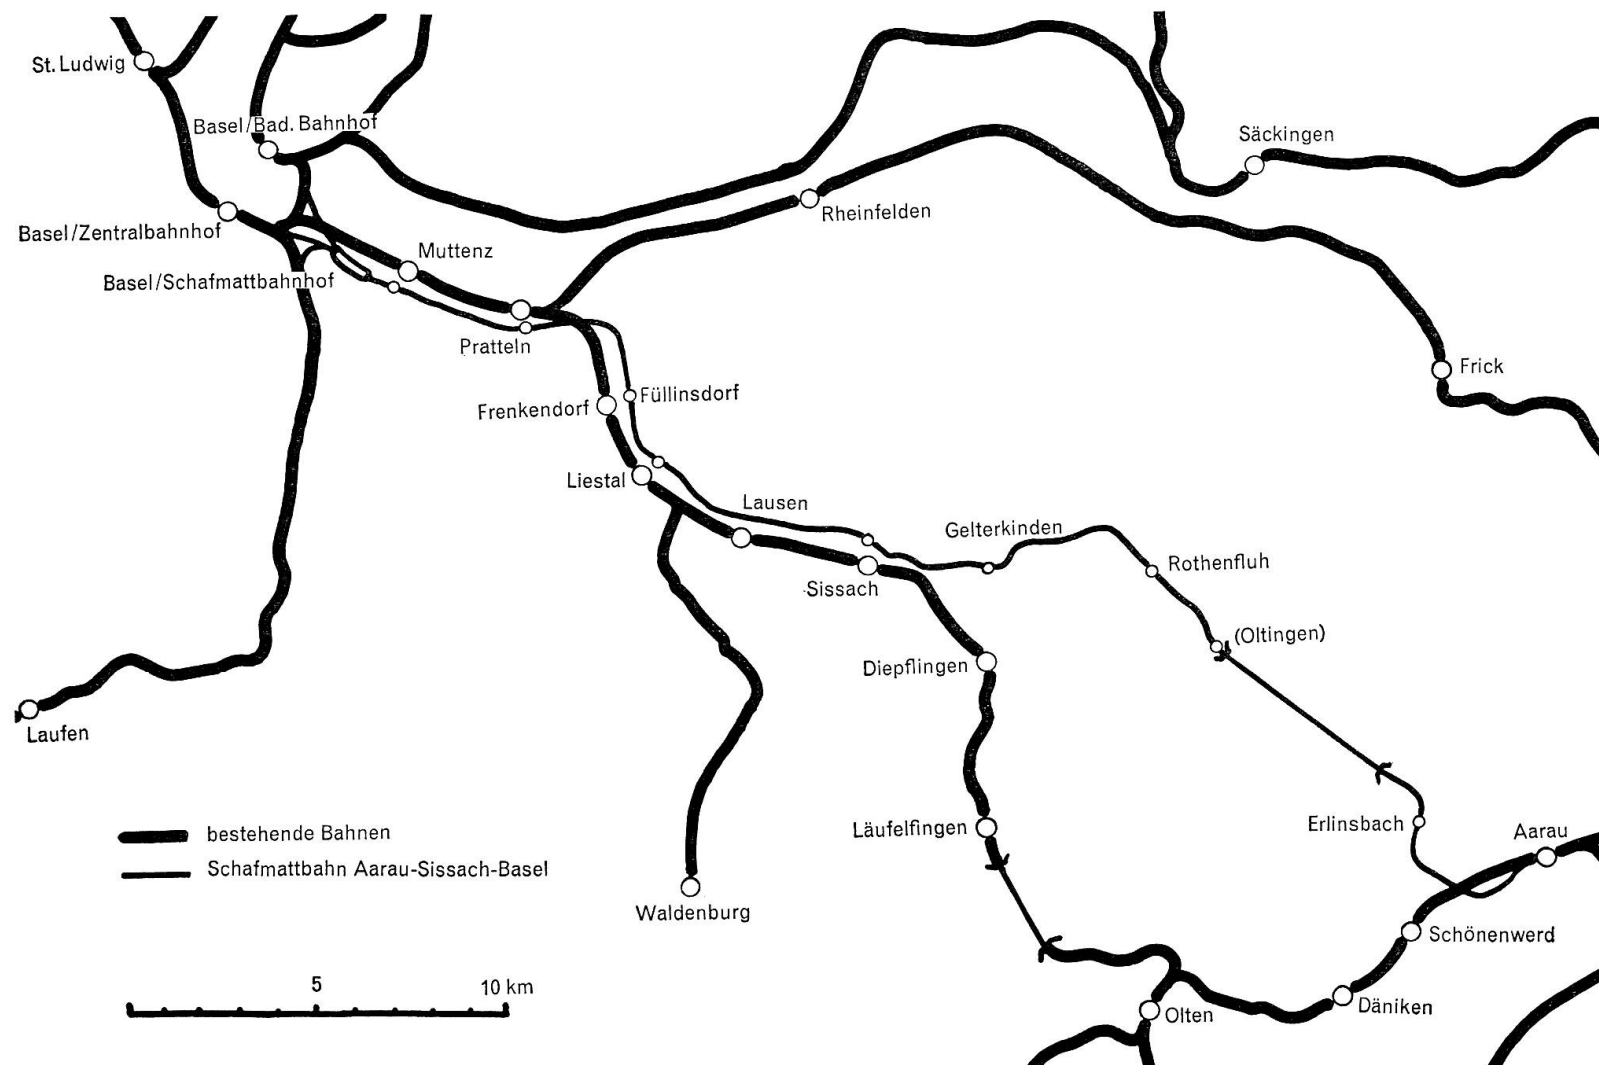 St. Ludwig
Basel/Bad. Bahnhof
Säckingen
Rheinfelden
Basel/Zentralbahnhof
Muttenz
Basel/Schafmattbahnhof
Pratteln
Frick
Füllinsdorf
Frenkendorf
Liestal
Lausen
Gelterkinden
Rothenfluh
Sissach
(Oltingen)
Diepflingen
Laufen
Läufelfingen
Erlinsbach
Aarau
bestehende Bahnen
Schafmattbahn Aarau-Sissach-Basel
Waldenburg
Schönenwerd
5 10 km
Däniken
Olten